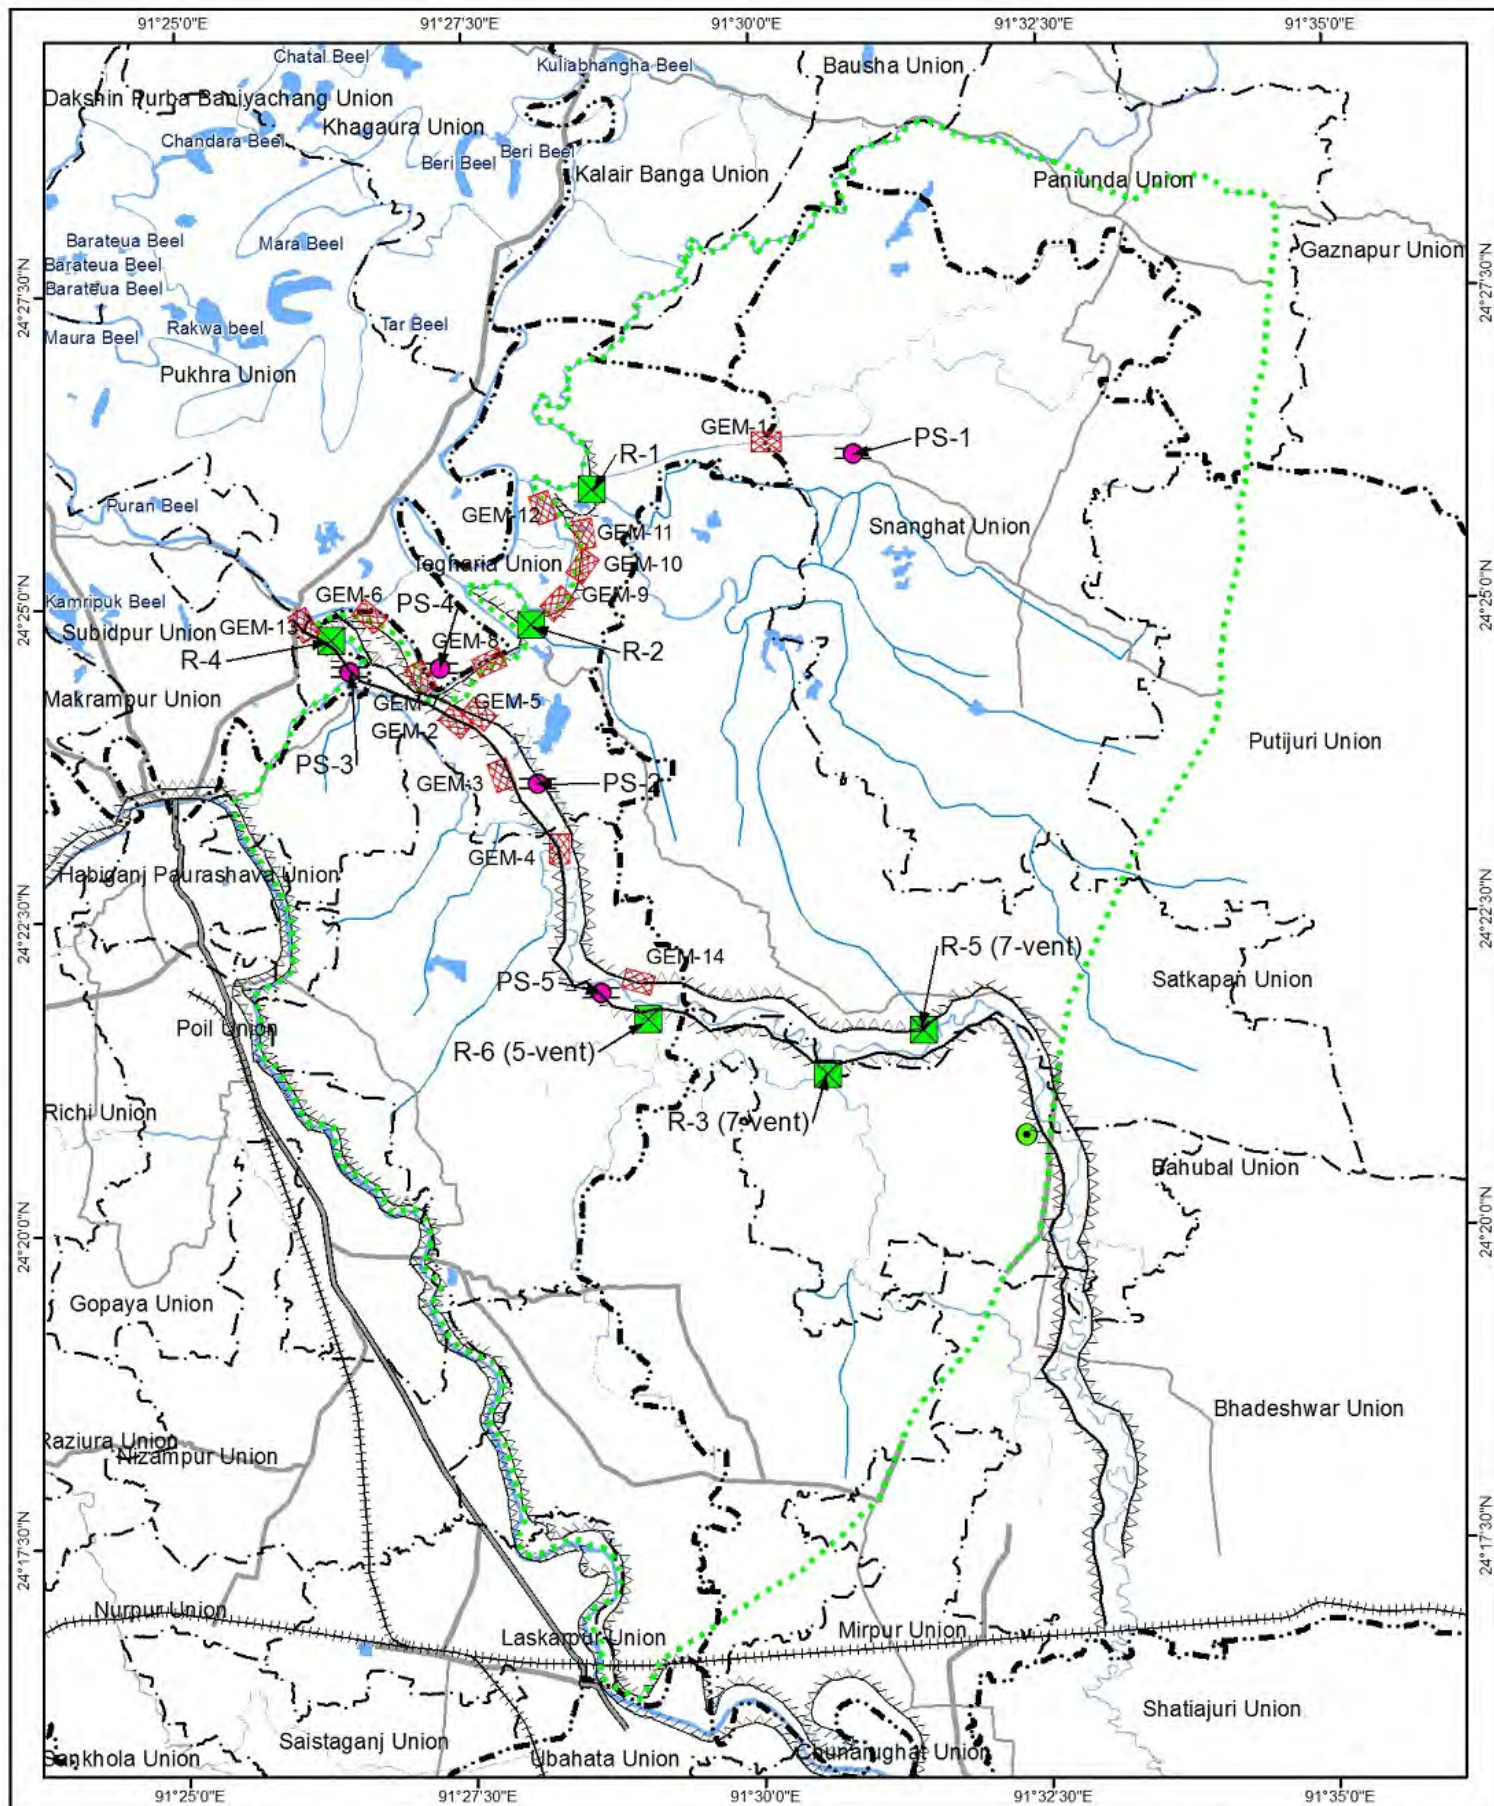 91°25'0"E
91°27'30"E
91°30'0"E
91°32'30"E
91°35'0"E
Chatal Beel
Kuliabhangha Beel
Bausha Union
Dakshin Purba Baniyachang Union
Khagaura Union
Chandara Beel
Beri Beel
Beri Beel
Kalair Banga Union
Paniunda Union
Barateua Beel
Mara Beel
Gaznapur Union
Barateua Beel
Barateua Beel
24°27'30"N
24°27'30"N
Maura Beel
Rakwa beel
Tar Beel
Pukhra Union
GEM-1
PS-1
R-1
Puran Beel
GEM-12
GEM-11
Snanghat Union
Tegharia Union
GEM-10
24°25'0"N
24°25'0"N
Kamripuk Beel
GEM-6
PS-4
GEM-9
Subidpur Union
GEM-13
GEM-8
R-4
R-2
Makrampur Union
GEM-7
GEM-5
GEM-2
Putijuri Union
PS-3
GEM-3
PS-2
GEM-4
Habiganj Paurashava Union
24°22'30"N
24°22'30"N
R-5 (7-vent)
GEM-14
PS-5
Satkapan Union
Poil Union
R-6 (5-vent)
Richi Union
R-3 (7-vent)
Bahubal Union
24°20'0"N
24°20'0"N
Gopaya Union
Bhadeshwar Union
Raziura Union
Nizampur Union
24°17'30"N
24°17'30"N
Nurpur Union
Laskarpur Union
Mirpur Union
Shatiajuri Union
Saistaganj Union
Sankhola Union
Ubahata Union
Chunarughat Union
91°25'0"E
91°27'30"E
91°30'0"E
91°32'30"E
91°35'0"E